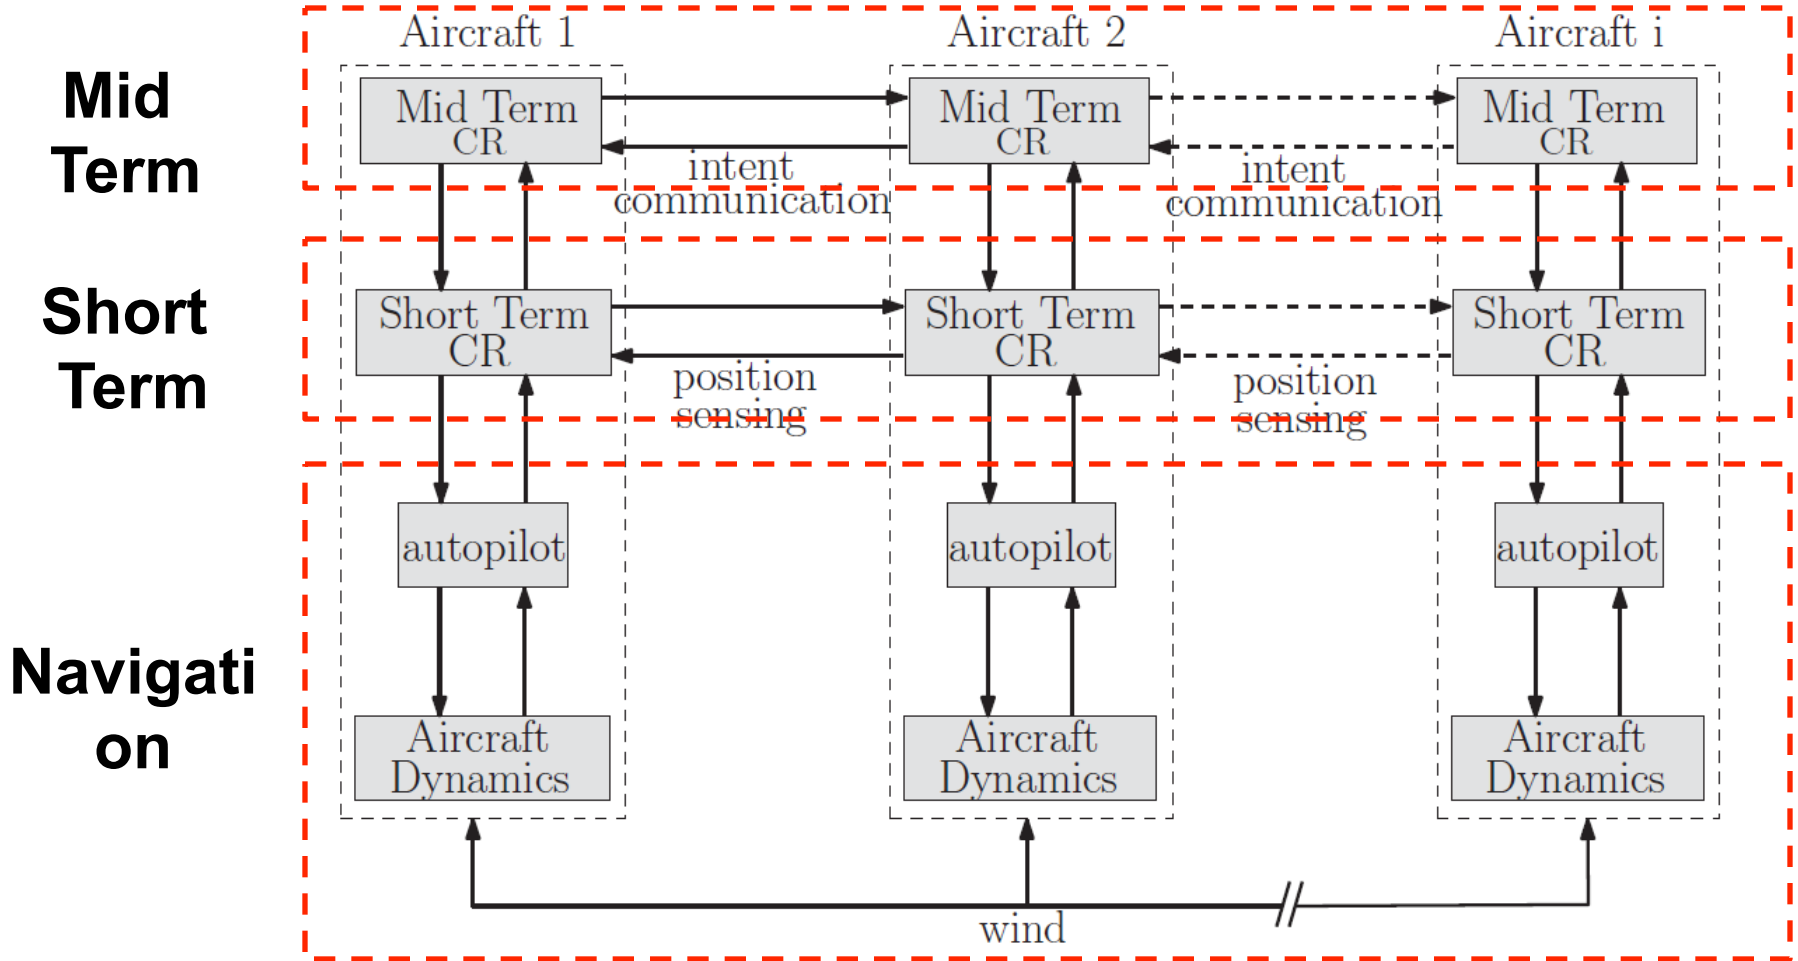 Aircraft 1
Aircraft 2
Aircraft i
Mid
Term
Mid Term
CR
Mid Term
CR
Mid Term
CR
intent
communication
intent
communication
Short
Term
Short Term
CR
Short Term
CR
Short Term
CR
position
sensing
position
sensing
autopilot
autopilot
autopilot
Navigati
on
Aircraft
Dynamics
Aircraft
Dynamics
Aircraft
Dynamics
wind